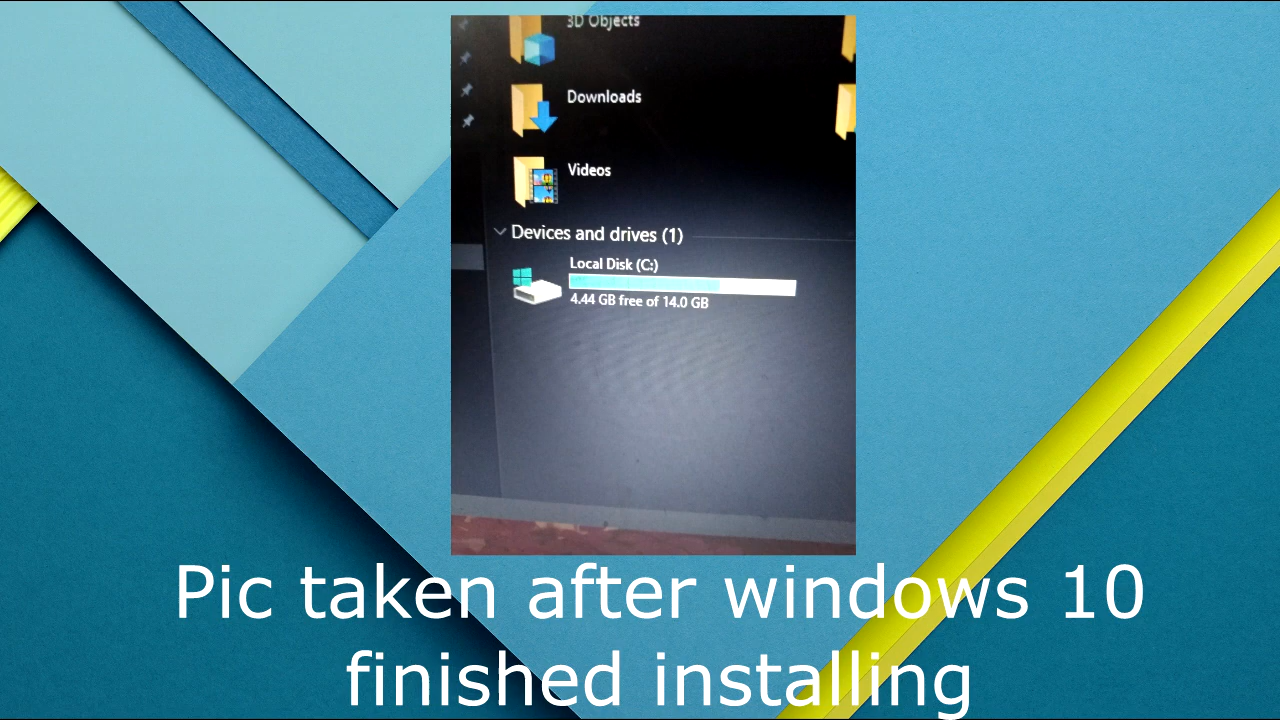 3D Objects
Downloads
Videos
Devices and drives (1)
Local Disk (C:)
4.44 GB free of 14.0 GB
Pic taken after windows 10
finished installing